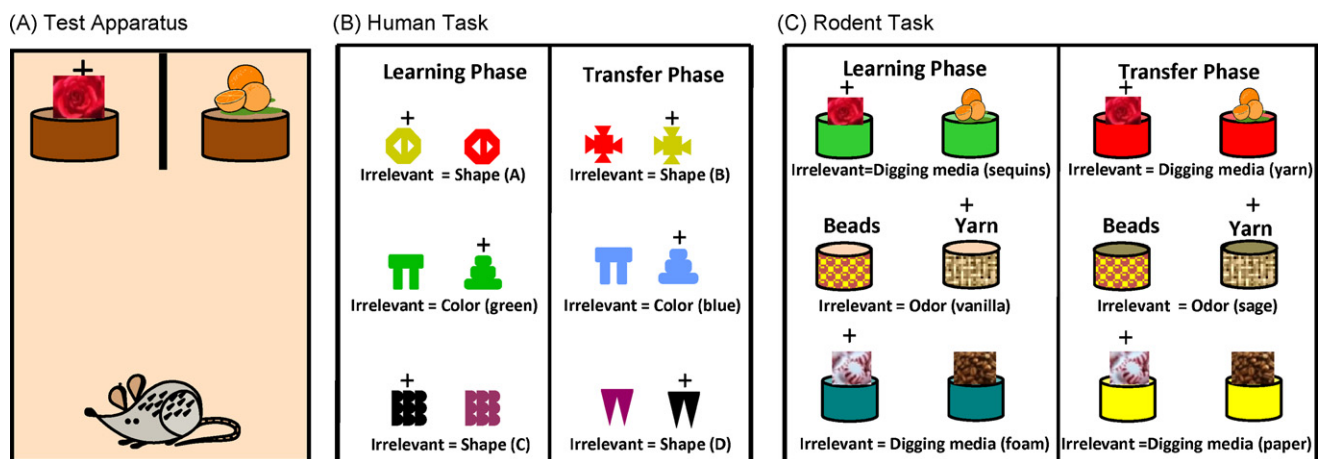 (A) Test Apparatus
+
(B) Human Task
Learning Phase
Transfer Phase
+
+
Irrelevant = Shape (A)
Irrelevant = Shape (B)
+
+
Irrelevant = Color (green)
Irrelevant = Color (blue)
+
+
Irrelevant = Shape (C)
Irrelevant = Shape (D)
(C) Rodent Task
Learning Phase
Transfer Phase
+
+
Irrelevant=Digging media (sequins)
Irrelevant = Digging media (yarn)
+
+
Beads
Yarn
Beads
Yarn
Irrelevant = Odor (vanilla)
Irrelevant = Odor (sage)
+
+
Irrelevant = Digging media (foam)
Irrelevant =Digging media (paper)